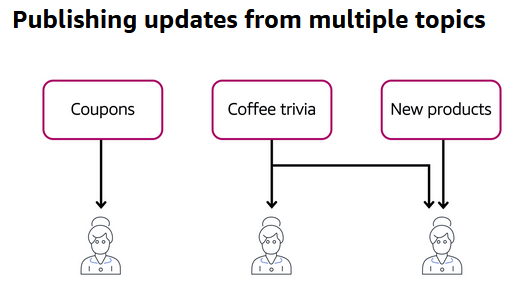 Publishing updates from multiple topics
Coupons
Coffee trivia
New products